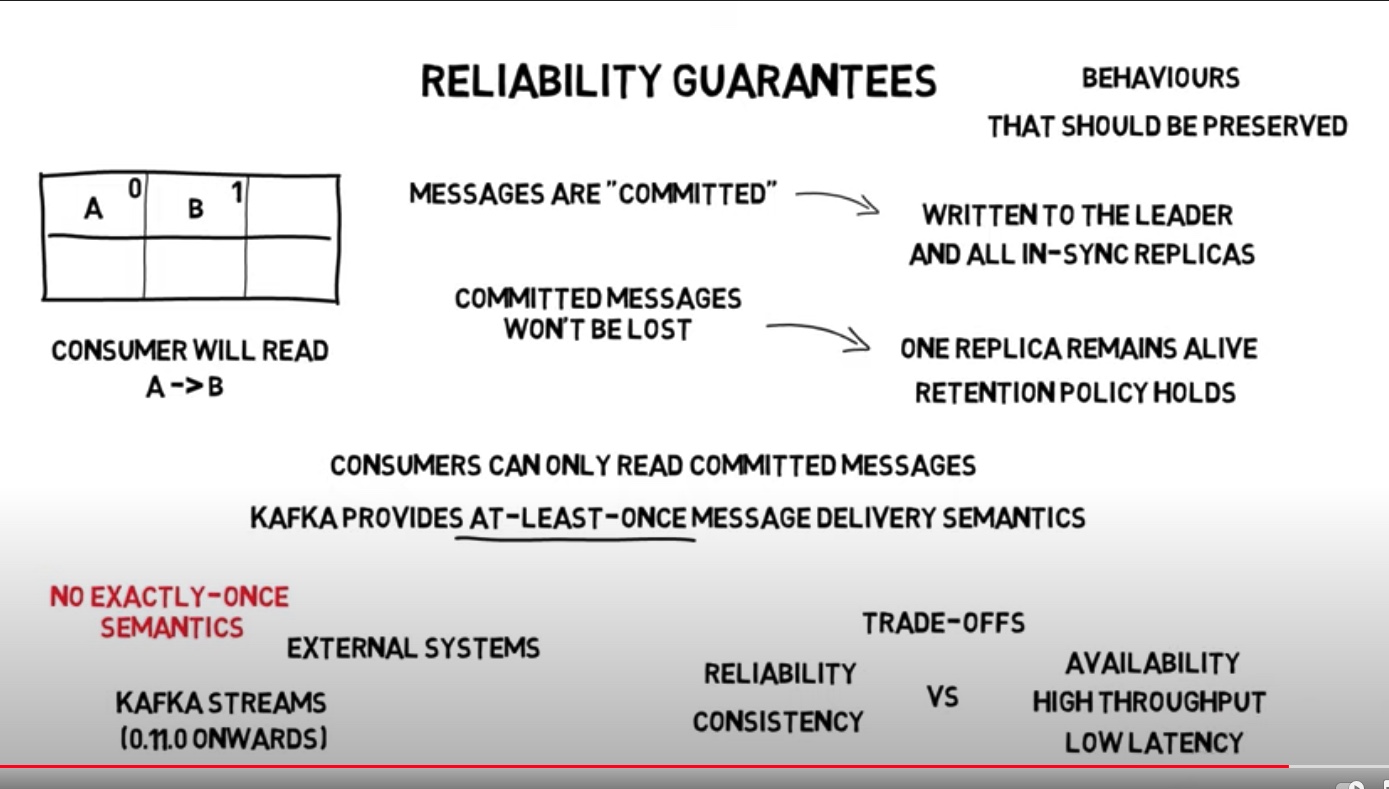 RELIABILITY GUARANTEES
BEHAVIOURS
THAT SHOULD BE PRESERVED
A 0 B 1
CONSUMER WILL READ
A -> B
MESSAGES ARE "COMMITTED"
WRITTEN TO THE LEADER
AND ALL IN-SYNC REPLICAS
COMMITTED MESSAGES
WON'T BE LOST
ONE REPLICA REMAINS ALIVE
RETENTION POLICY HOLDS
CONSUMERS CAN ONLY READ COMMITTED MESSAGES
KAFKA PROVIDES AT-LEAST-ONCE MESSAGE DELIVERY SEMANTICS
NO EXACTLY-ONCE
SEMANTICS
EXTERNAL SYSTEMS
KAFKA STREAMS
(0.11.0 ONWARDS)
TRADE-OFFS
RELIABILITY
CONSISTENCY
VS
AVAILABILITY
HIGH THROUGHPUT
LOW LATENCY